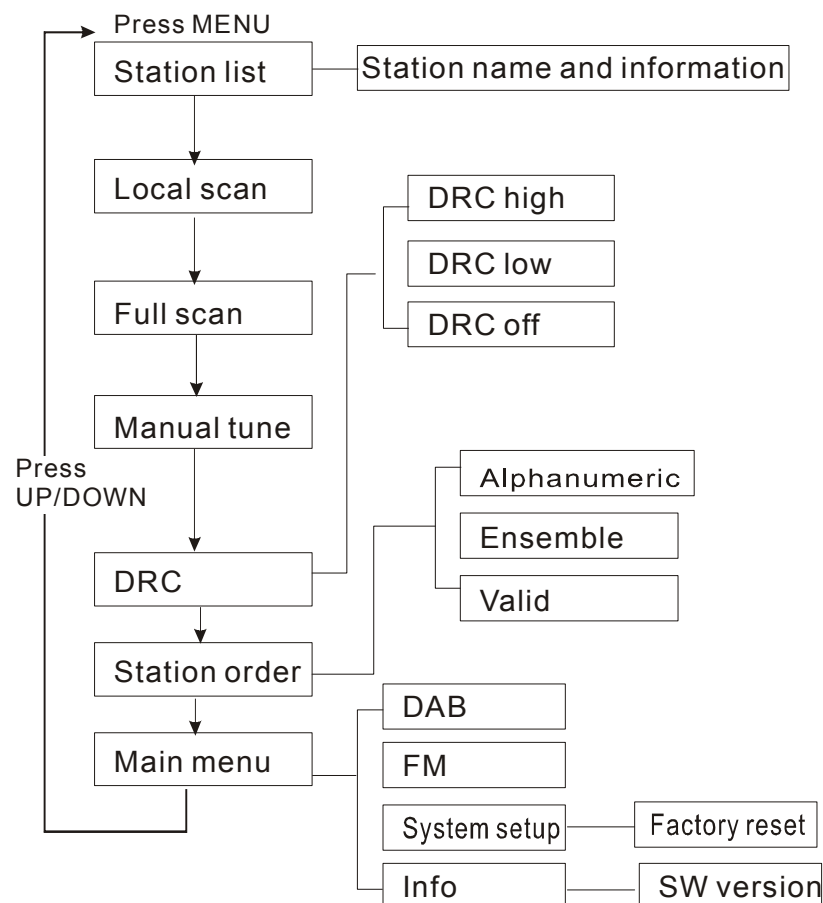 Press MENU
Station list
Station name and information
Local scan
DRC high
DRC low
DRC off
Full scan
Manual tune
Press
UP/DOWN
Alphanumeric
Ensemble
Valid
DRC
Station order
DAB
Main menu
FM
System setup
Factory reset
Info
SW version